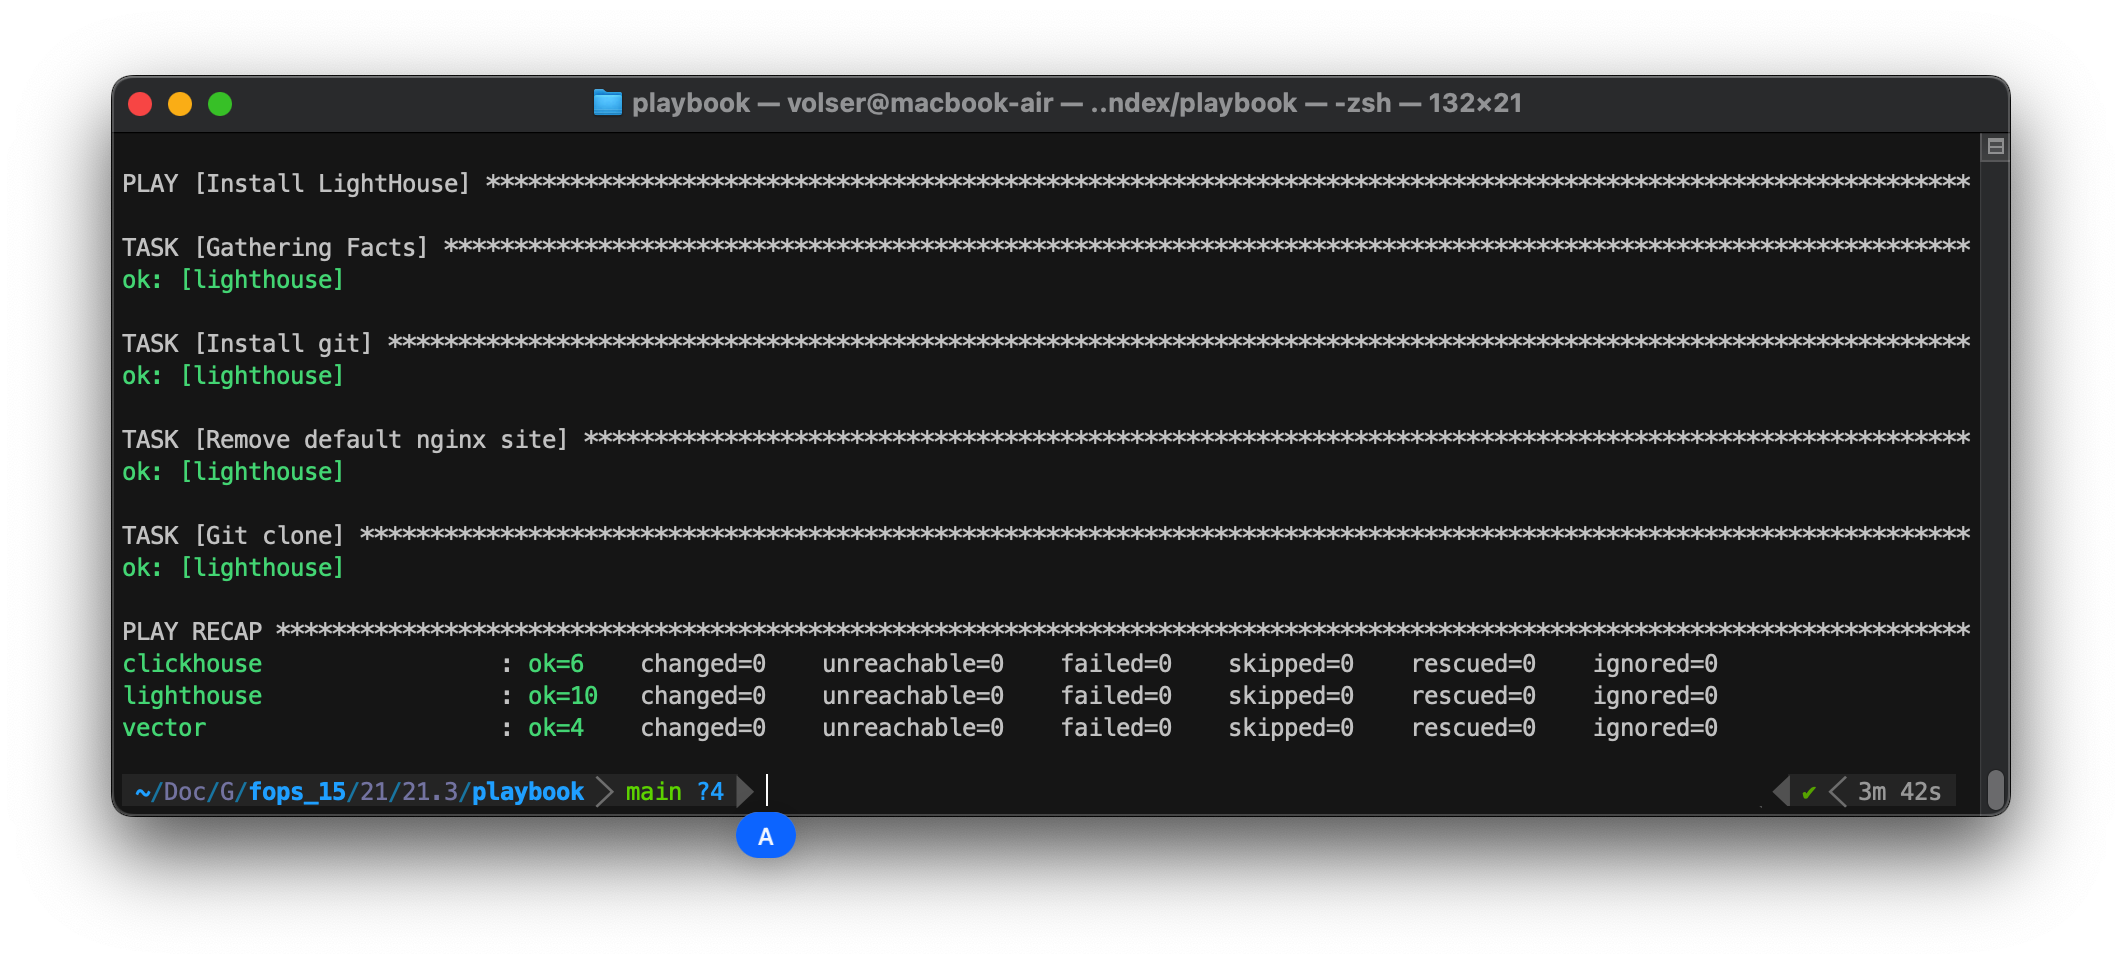 playbook — volser@macbook-air — ..ndex/playbook — -zsh — 132×21
PLAY [Install LightHouse] **********************************************************************************************************
TASK [Gathering Facts] *************************************************************************************************************
ok: [lighthouse]
TASK [Install git] *****************************************************************************************************************
ok: [lighthouse]
TASK [Remove default nginx site] ***************************************************************************************************
ok: [lighthouse]
TASK [Git clone] *******************************************************************************************************************
ok: [lighthouse]
PLAY RECAP *************************************************************************************************************************
clickhouse                 : ok=6    changed=0    unreachable=0    failed=0    skipped=0    rescued=0    ignored=0
lighthouse                 : ok=10   changed=0    unreachable=0    failed=0    skipped=0    rescued=0    ignored=0
vector                     : ok=4    changed=0    unreachable=0    failed=0    skipped=0    rescued=0    ignored=0
~/Doc/G/fops_15/21/21.3/playbook main ?4 ✔ 3m 42s
A